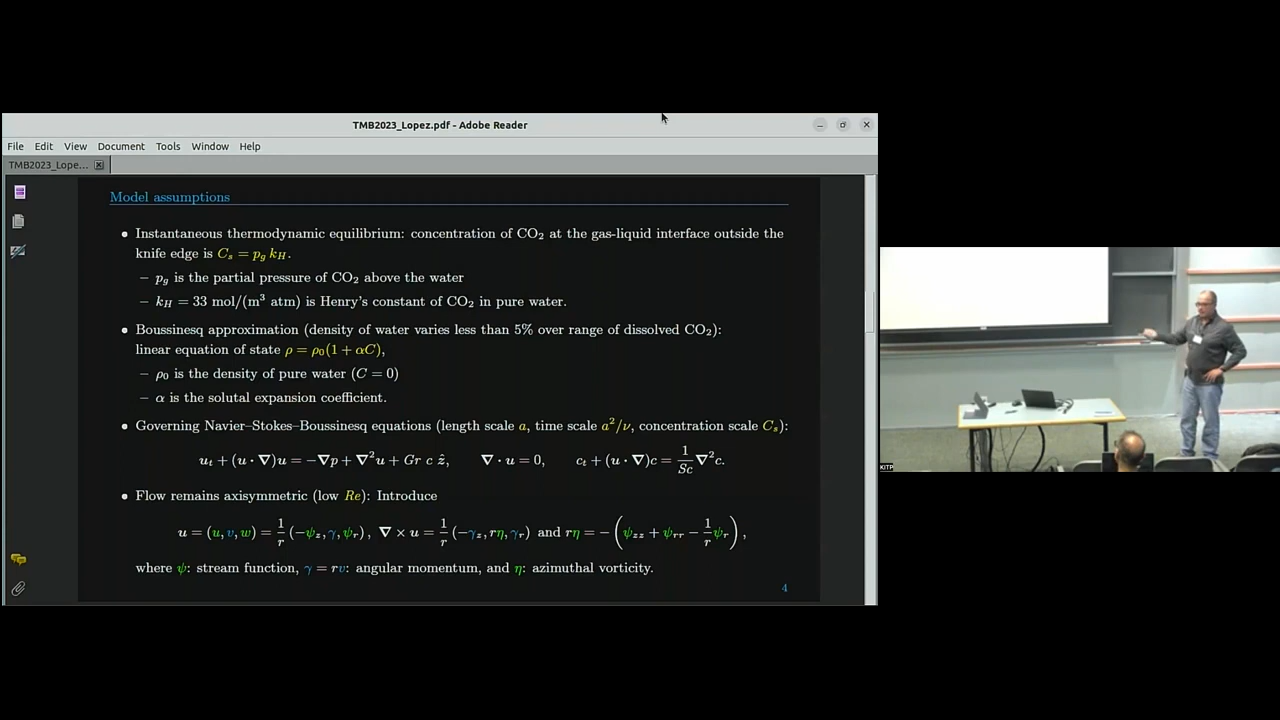 TMB2023_Lopez.pdf - Adobe Reader
File Edit View Document Tools Window Help
TMB2023_Lope...
Model assumptions
• Instantaneous thermodynamic equilibrium: concentration of CO₂ at the gas-liquid interface outside the
knife edge is Cₛ = p_g k_H.
– p_g is the partial pressure of CO₂ above the water
– k_H = 33 mol/(m³ atm) is Henry's constant of CO₂ in pure water.
• Boussinesq approximation (density of water varies less than 5% over range of dissolved CO₂):
linear equation of state ρ = ρ₀(1 + αC),
– ρ₀ is the density of pure water (C = 0)
– α is the solutal expansion coefficient.
• Governing Navier–Stokes–Boussinesq equations (length scale a, time scale a²/ν, concentration scale Cₛ):
u_t + (u · ∇)u = −∇p + ∇²u + Gr c ẑ, ∇ · u = 0, c_t + (u · ∇)c = 1/Sc ∇²c.
• Flow remains axisymmetric (low Re): Introduce
u = (u, v, w) = 1/r (−ψ_z, γ, ψ_r), ∇ × u = 1/r (−γ_z, rη, γ_r) and rη = −(ψ_zz + ψ_rr − 1/r ψ_r),
where ψ: stream function, γ = rv: angular momentum, and η: azimuthal vorticity.
4
KITP